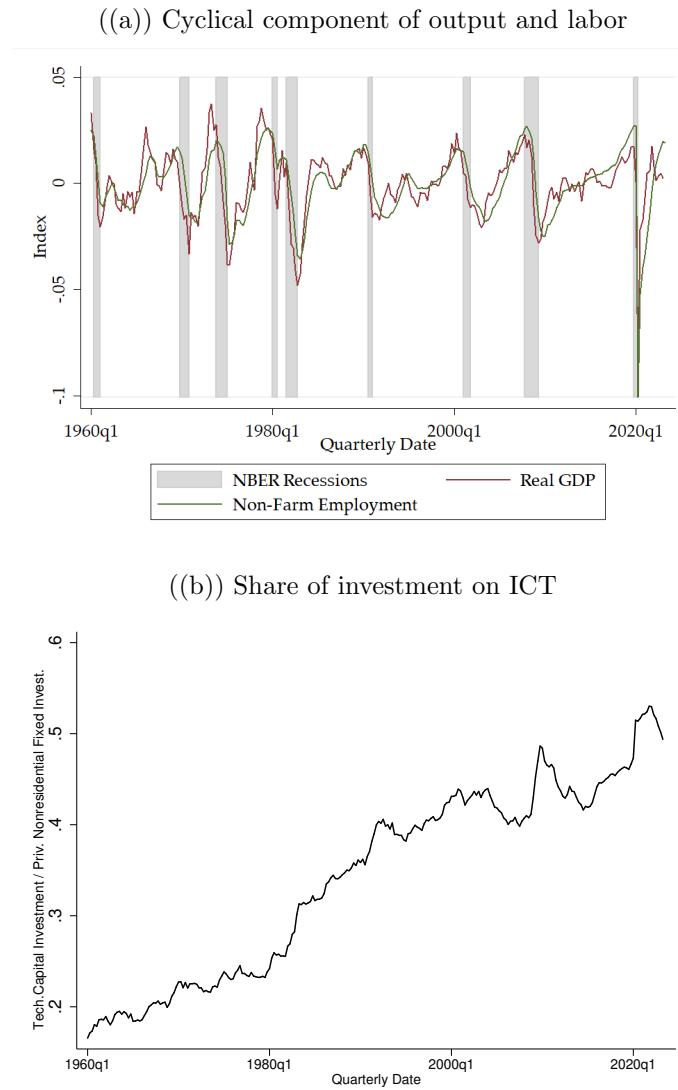 ((a)) Cyclical component of output and labor
.05
0
-.05
-.1
Index
1960q1
1980q1
2000q1
2020q1
Quarterly Date
NBER Recessions
Real GDP
Non-Farm Employment
((b)) Share of investment on ICT
.6
.5
.4
.3
.2
Tech.Capital Investment / Priv. Nonresidential Fixed Invest.
1960q1
1980q1
2000q1
2020q1
Quarterly Date